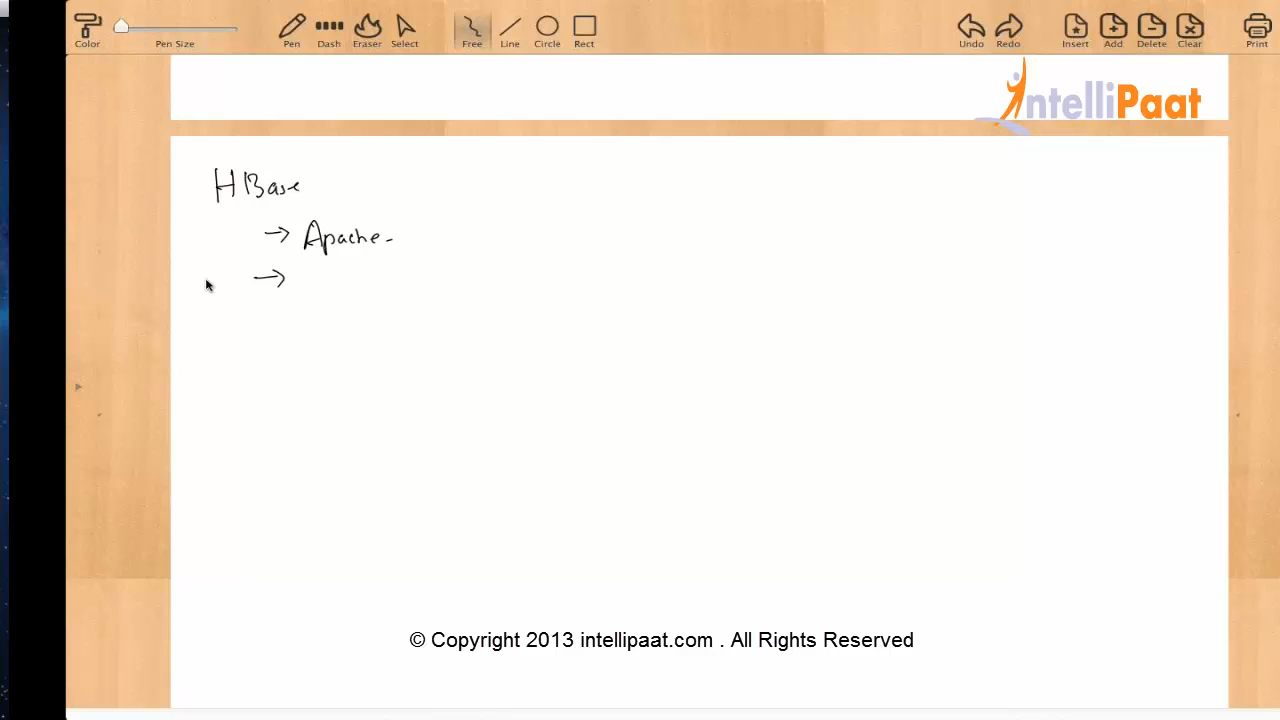 Color
Pen Size
Pen Dash Eraser Select
Free Line Circle Rect
Undo Redo
Insert Add Delete Clear
Print
IntelliPaat
HBase
→ Apache-
→
© Copyright 2013 intellipaat.com . All Rights Reserved